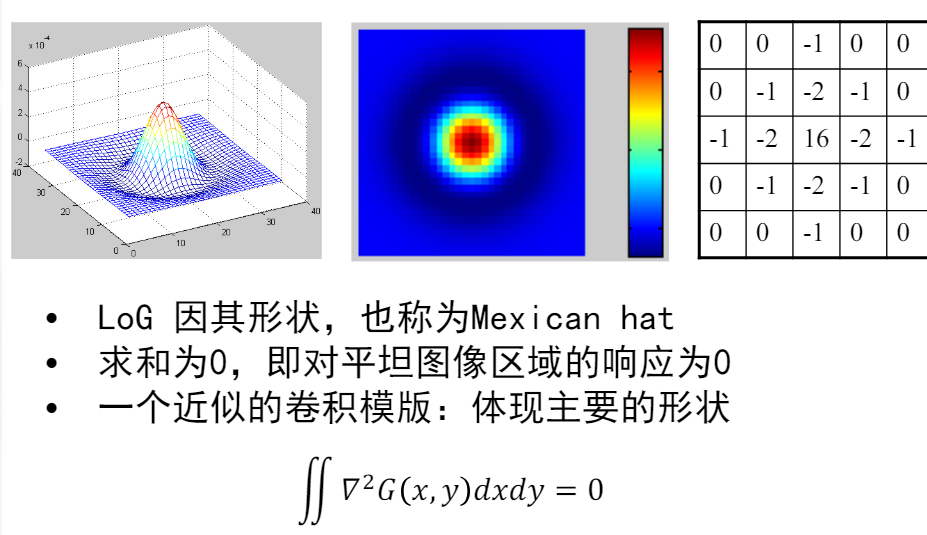 x 10^-4
6
4
2
0
-2
40
30
20
10
0
0
10
20
30
40
0 0 -1 0 0
0 -1 -2 -1 0
-1 -2 16 -2 -1
0 -1 -2 -1 0
0 0 -1 0 0
• LoG 因其形状，也称为Mexican hat
• 求和为0，即对平坦图像区域的响应为0
• 一个近似的卷积模版：体现主要的形状
∬ ∇²G(x, y)dxdy = 0